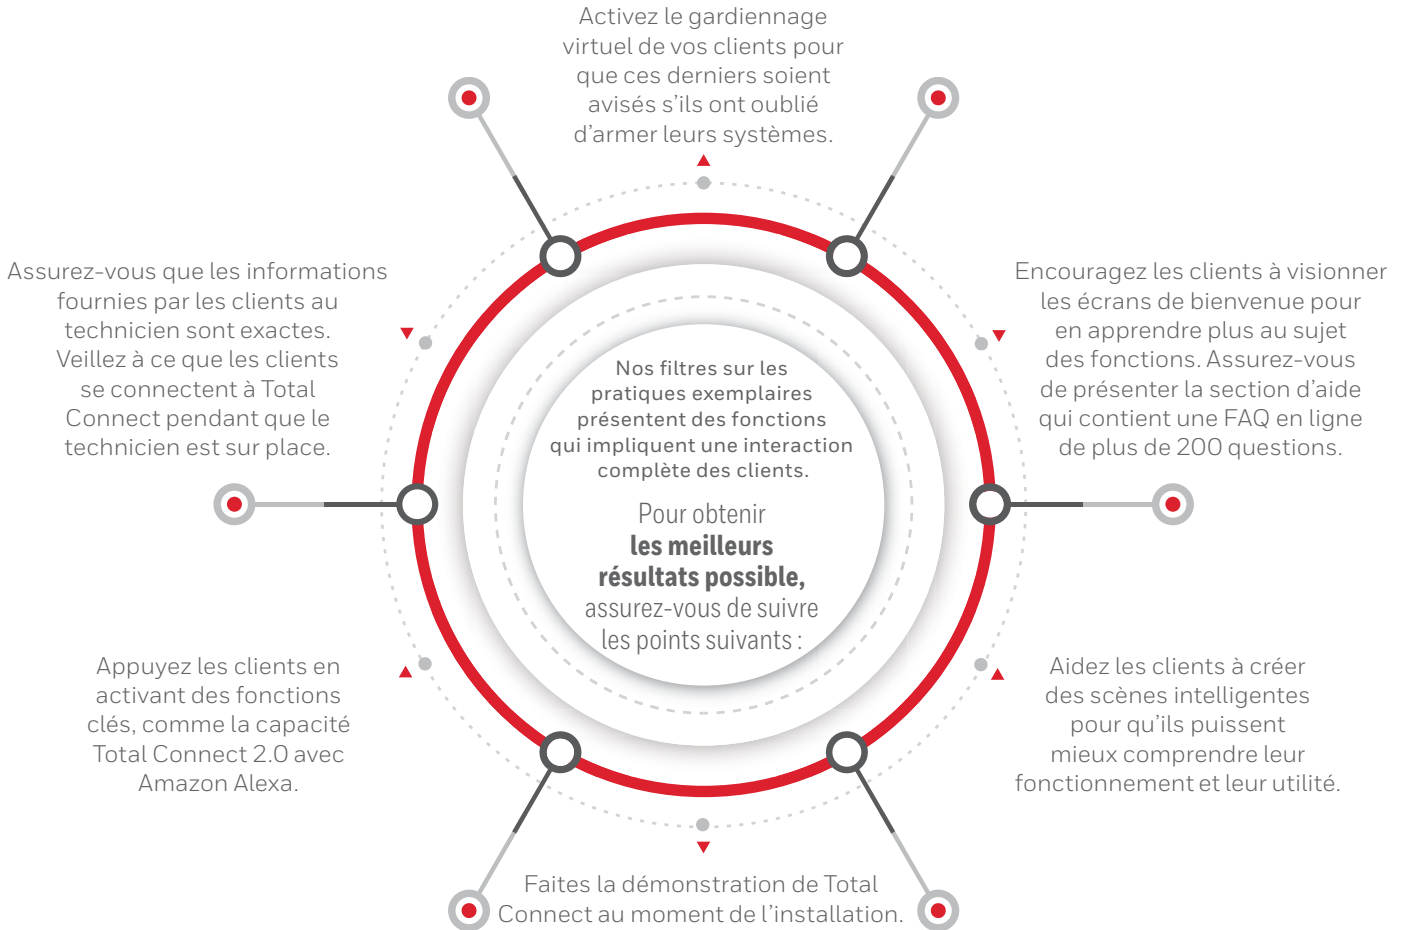 Activez le gardiennage
virtuel de vos clients pour
que ces derniers soient
avisés s'ils ont oublié
d'armer leurs systèmes.
Assurez-vous que les informations
fournies par les clients au
technicien sont exactes.
Veillez à ce que les clients
se connectent à Total
Connect pendant que le
technicien est sur place.
Encouragez les clients à visionner
les écrans de bienvenue pour
en apprendre plus au sujet
des fonctions. Assurez-vous
de présenter la section d'aide
qui contient une FAQ en ligne
de plus de 200 questions.
Nos filtres sur les
pratiques exemplaires
présentent des fonctions
qui impliquent une interaction
complète des clients.
Pour obtenir
les meilleurs
résultats possible,
assurez-vous de suivre
les points suivants :
Appuyez les clients en
activant des fonctions
clés, comme la capacité
Total Connect 2.0 avec
Amazon Alexa.
Aidez les clients à créer
des scènes intelligentes
pour qu'ils puissent
mieux comprendre leur
fonctionnement et leur utilité.
Faites la démonstration de Total
Connect au moment de l'installation.